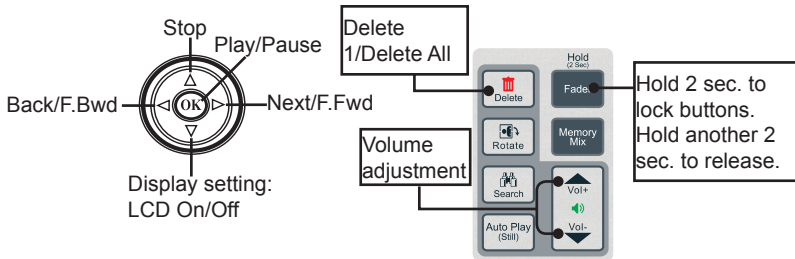 Stop
Play/Pause
Back/F.Bwd
OK
Next/F.Fwd
Display setting:
LCD On/Off
Delete
1/Delete All
Volume
adjustment
Hold
(2 Sec)
Delete
Fade
Rotate
Memory
Mix
Search
Vol+
Auto Play
(Still)
Vol-
Hold 2 sec. to
lock buttons.
Hold another 2
sec. to release.